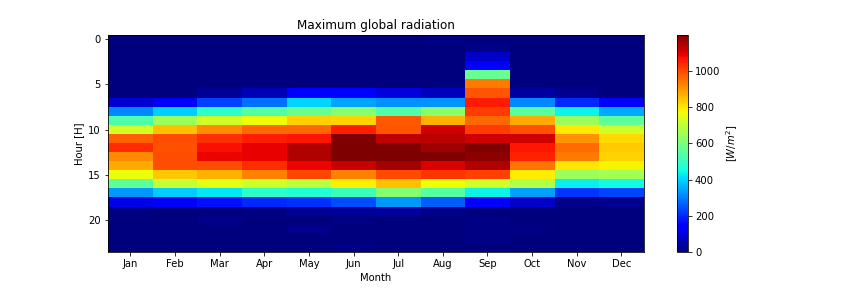 Maximum global radiation
0
5
10
15
20
Hour [H]
Jan Feb Mar Apr May Jun Jul Aug Sep Oct Nov Dec
Month
1000
800
600
400
200
0
[W/m²]